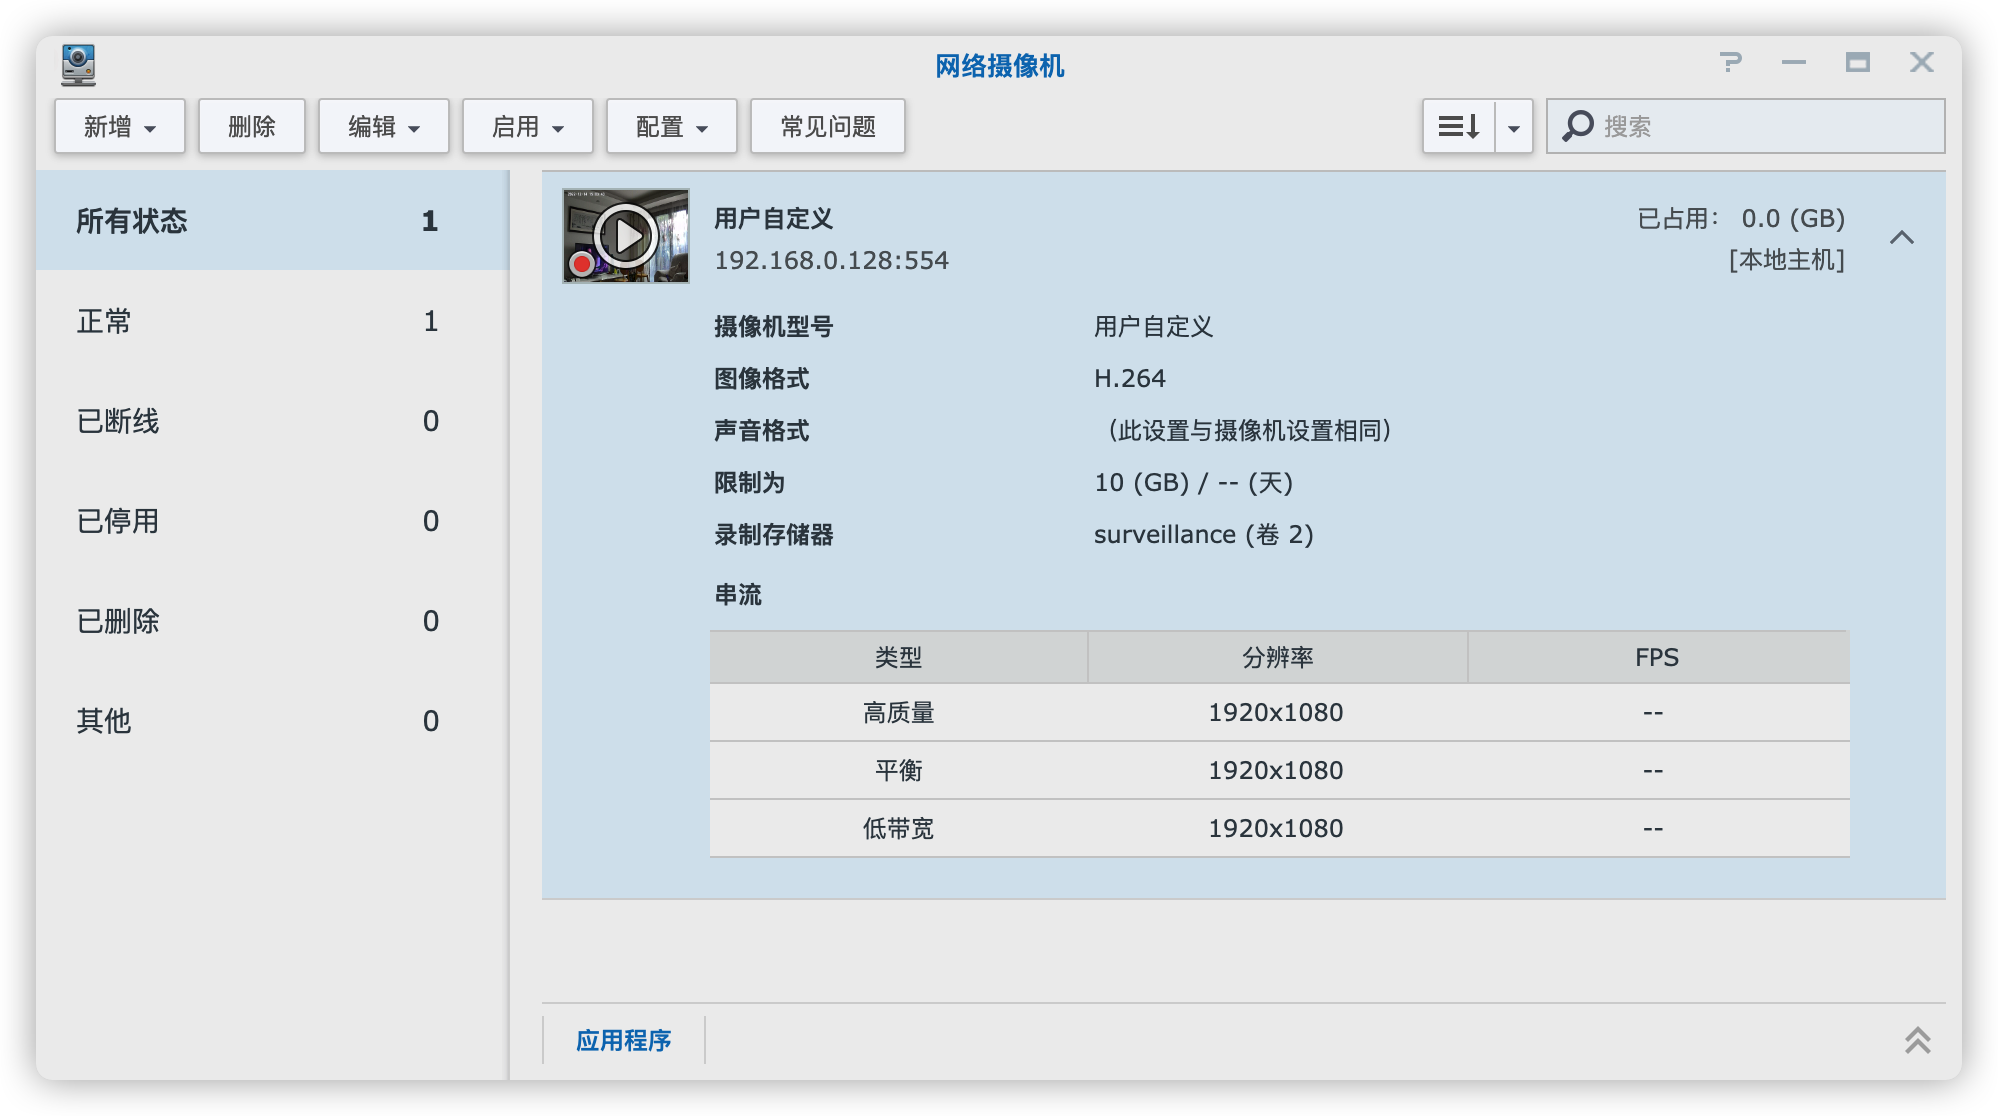 网络摄像机
新增
删除
编辑
启用
配置
常见问题
搜索
所有状态 1
正常 1
已断线 0
已停用 0
已删除 0
其他 0
用户自定义
192.168.0.128:554
已占用： 0.0 (GB)
[本地主机]
摄像机型号 用户自定义
图像格式 H.264
声音格式 （此设置与摄像机设置相同）
限制为 10 (GB) / -- (天)
录制存储器 surveillance (卷 2)
串流
类型 分辨率 FPS
高质量 1920x1080 --
平衡 1920x1080 --
低带宽 1920x1080 --
应用程序